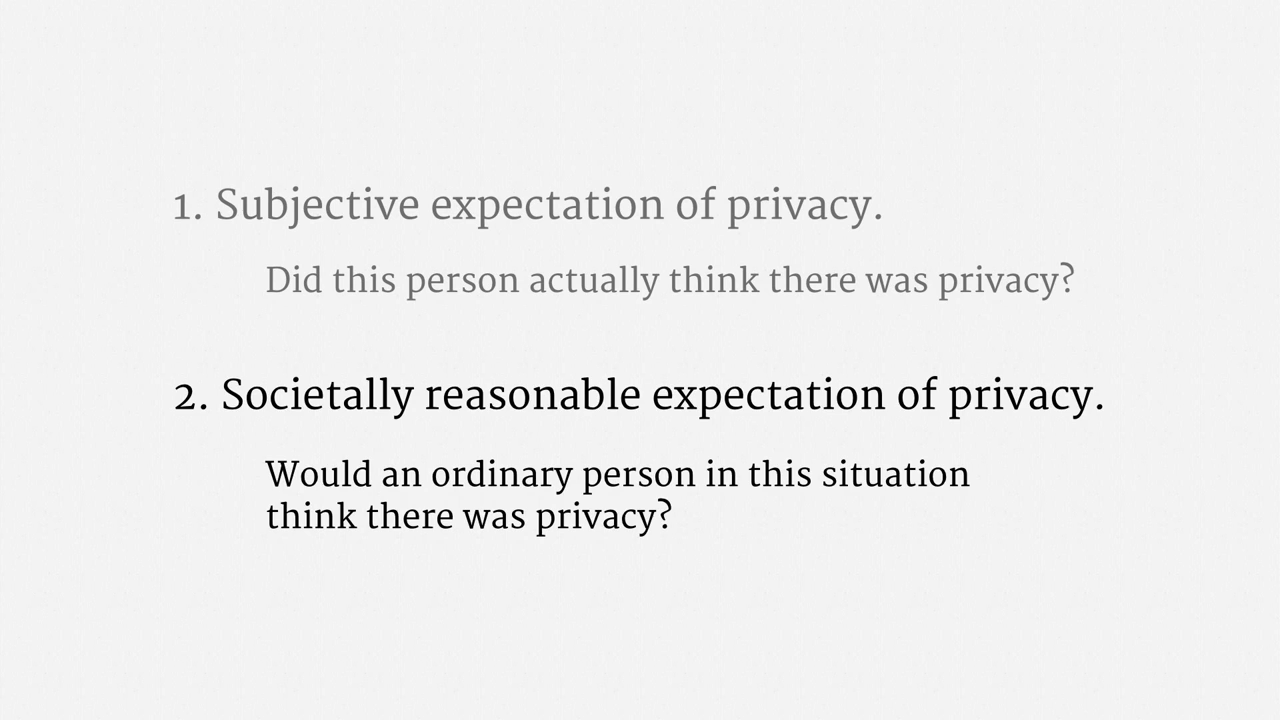 1. Subjective expectation of privacy.
Did this person actually think there was privacy?
2. Societally reasonable expectation of privacy.
Would an ordinary person in this situation
think there was privacy?